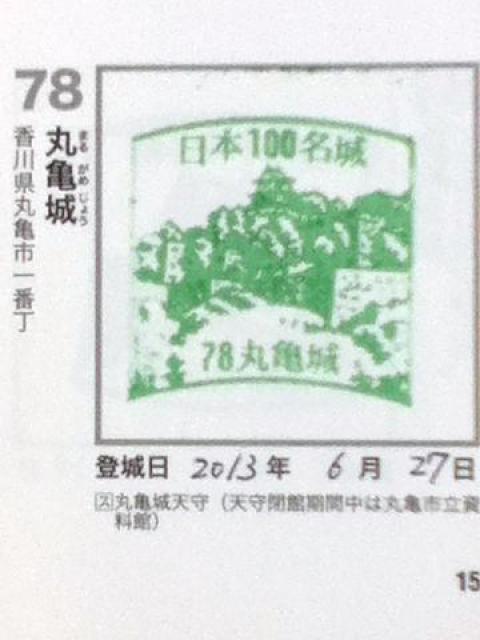 78
丸亀城
まるがめじょう
香川県丸亀市一番丁
日本100名城
78丸亀城
登城日 2013年 6月 27日
㋜丸亀城天守（天守閉館期間中は丸亀市立資
料館）
15